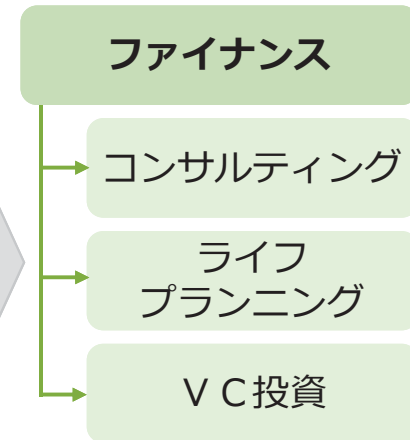 ファイナンス
コンサルティング
ライフ
プランニング
ＶＣ投資